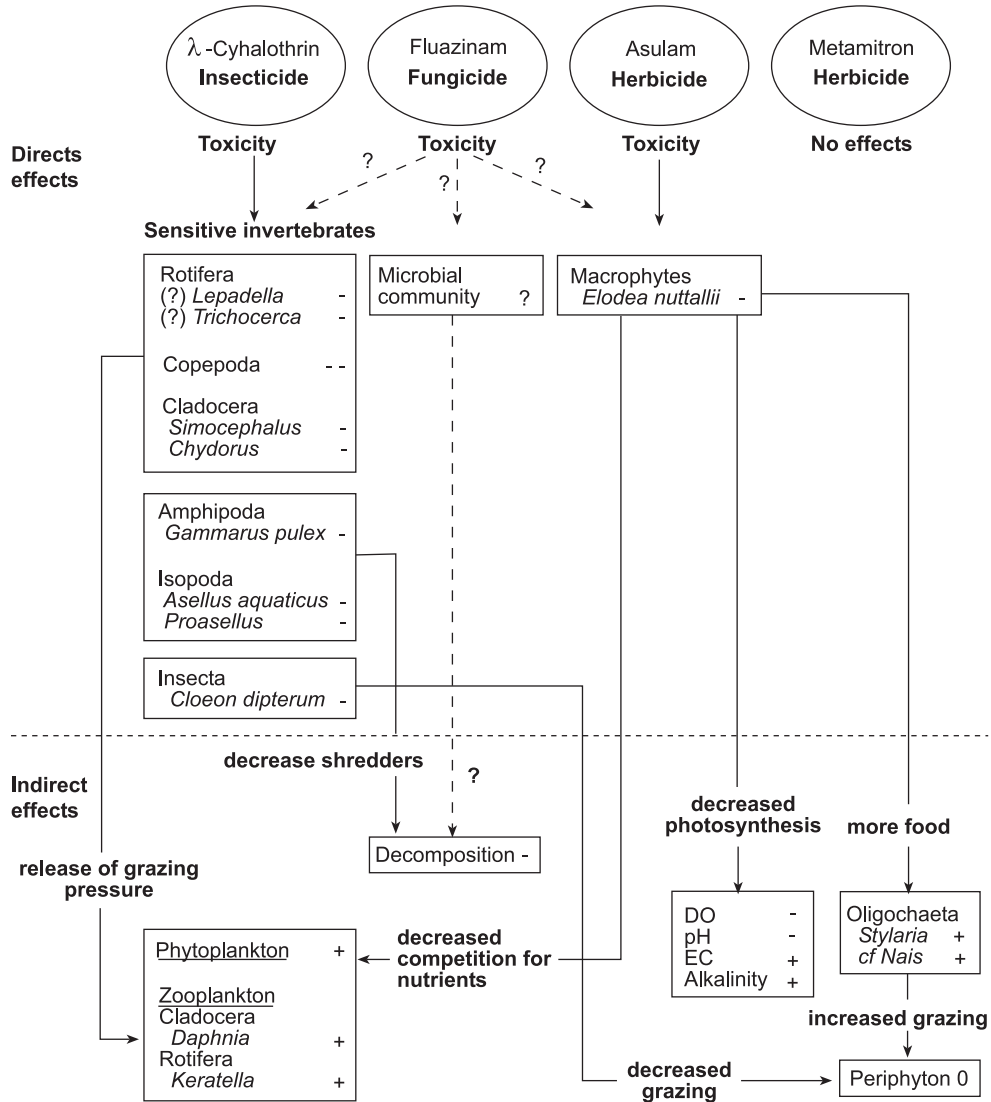 λ-Cyhalothrin
Insecticide
Fluazinam
Fungicide
Asulam
Herbicide
Metamitron
Herbicide
Directs
effects
Toxicity
Toxicity
Toxicity
No effects
?
?
?
Sensitive invertebrates
Rotifera
(?) Lepadella -
(?) Trichocerca -
Copepoda - -
Cladocera
Simocephalus -
Chydorus -
Microbial
community ?
Macrophytes
Elodea nuttallii -
Amphipoda
Gammarus pulex -
Isopoda
Asellus aquaticus -
Proasellus -
Insecta
Cloeon dipterum -
Indirect
effects
decrease shredders
?
decreased
photosynthesis
more food
Decomposition -
release of grazing
pressure
Phytoplankton +
Zooplankton
Cladocera
Daphnia +
Rotifera
Keratella +
decreased
competition for
nutrients
DO -
pH -
EC +
Alkalinity +
Oligochaeta
Stylaria +
cf Nais +
increased grazing
decreased
grazing
Periphyton 0